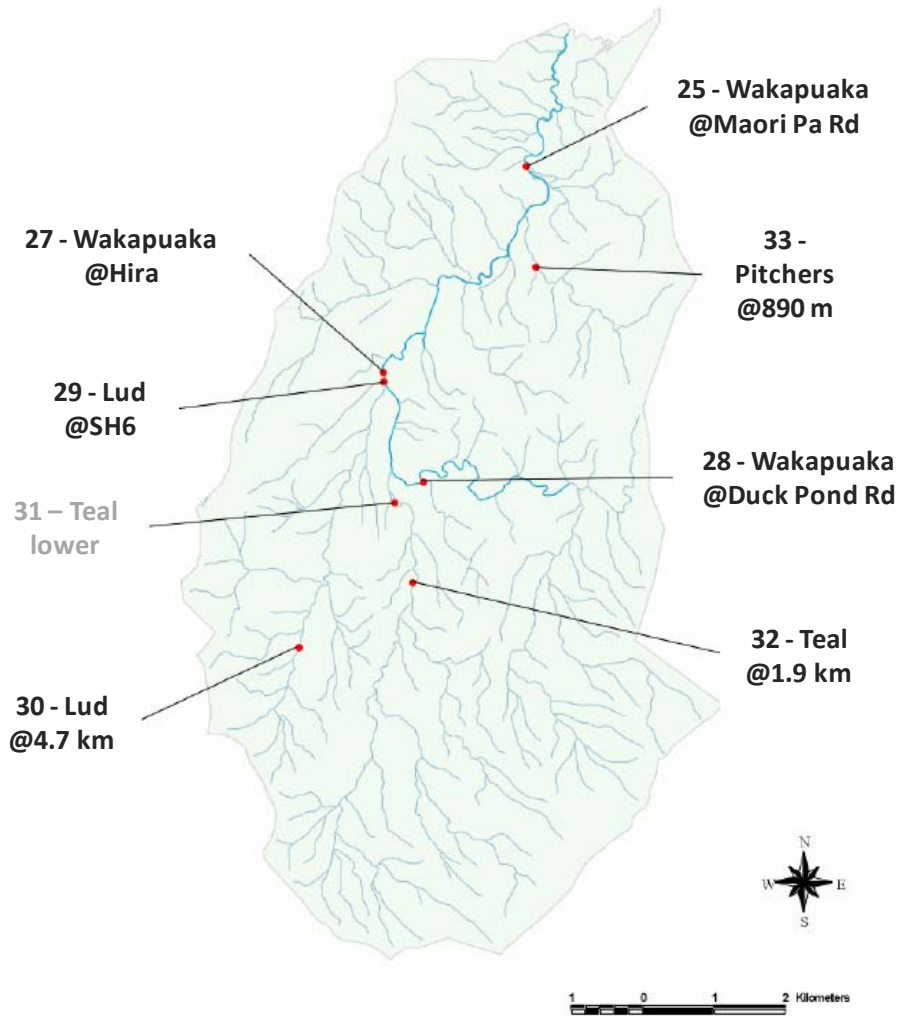 25 - Wakapuaka
@Maori Pa Rd
27 - Wakapuaka
@Hira
33 -
Pitchers
@890 m
29 - Lud
@SH6
28 - Wakapuaka
@Duck Pond Rd
31 – Teal
lower
32 - Teal
@1.9 km
30 - Lud
@4.7 km
N
W E
S
1 0 1 2 Kilometers